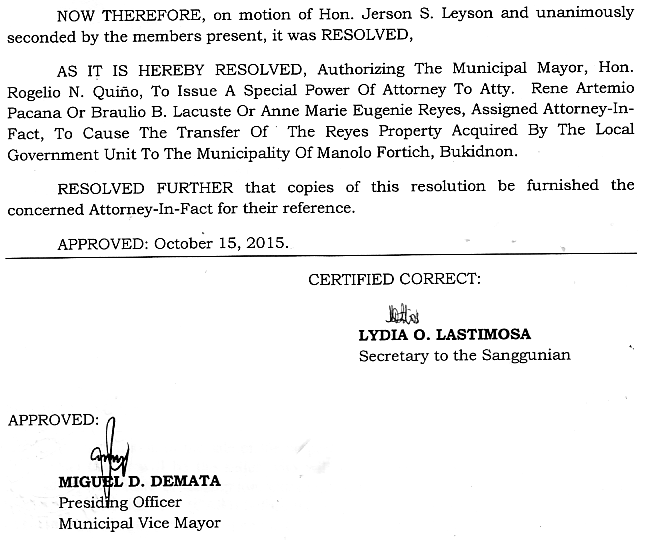 NOW THEREFORE, on motion of Hon. Jerson S. Leyson and unanimously
seconded by the members present, it was RESOLVED,
AS IT IS HEREBY RESOLVED, Authorizing The Municipal Mayor, Hon.
Rogelio N. Quiño, To Issue A Special Power Of Attorney To Atty. Rene Artemio
Pacana Or Braulio B. Lacuste Or Anne Marie Eugenie Reyes, Assigned Attorney-In-
Fact, To Cause The Transfer Of The Reyes Property Acquired By The Local
Government Unit To The Municipality Of Manolo Fortich, Bukidnon.
RESOLVED FURTHER that copies of this resolution be furnished the
concerned Attorney-In-Fact for their reference.
APPROVED: October 15, 2015.
CERTIFIED CORRECT:
LYDIA O. LASTIMOSA
Secretary to the Sanggunian
APPROVED:
MIGUEL D. DEMATA
Presiding Officer
Municipal Vice Mayor